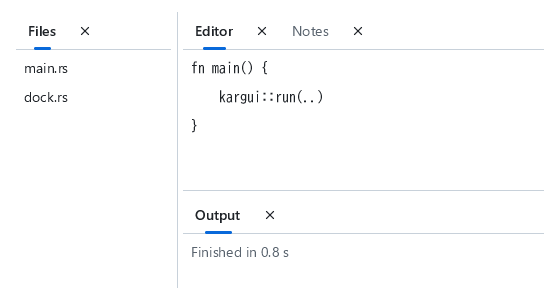 Files ×
main.rs
dock.rs
Editor × Notes ×
fn main() {
    kargui::run(..)
}
Output ×
Finished in 0.8 s